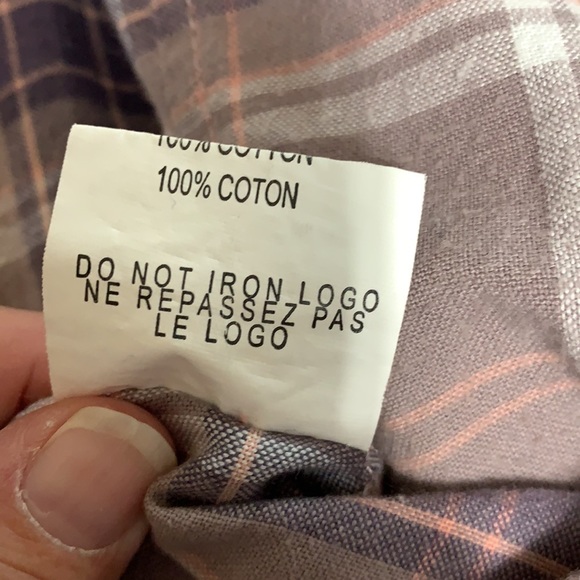 100% COTTON
100% COTON
DO NOT IRON LOGO
NE REPASSEZ PAS
LE LOGO